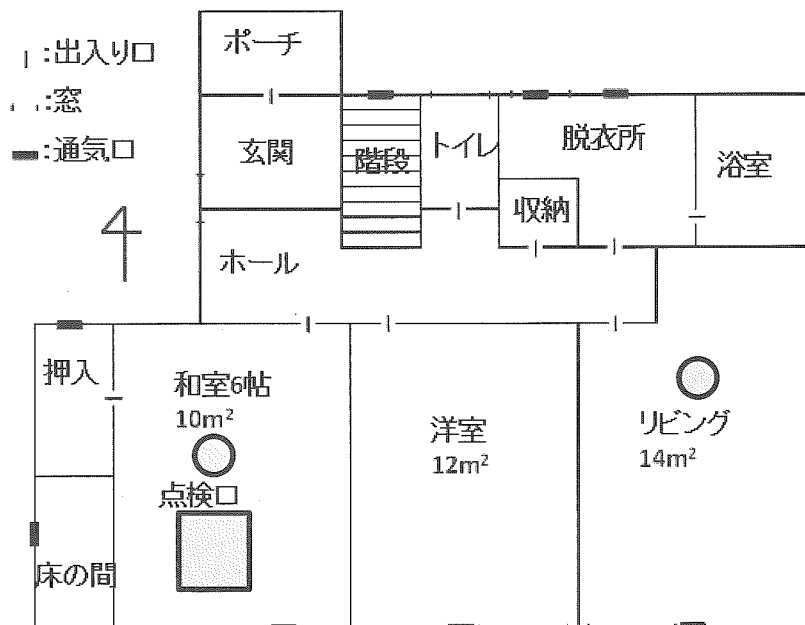 :出入り口
:窓
:通気口
ポーチ
玄関
階段
トイレ
脱衣所
浴室
収納
ホール
押入
和室6帖
10m²
洋室
12m²
リビング
14m²
点検口
床の間